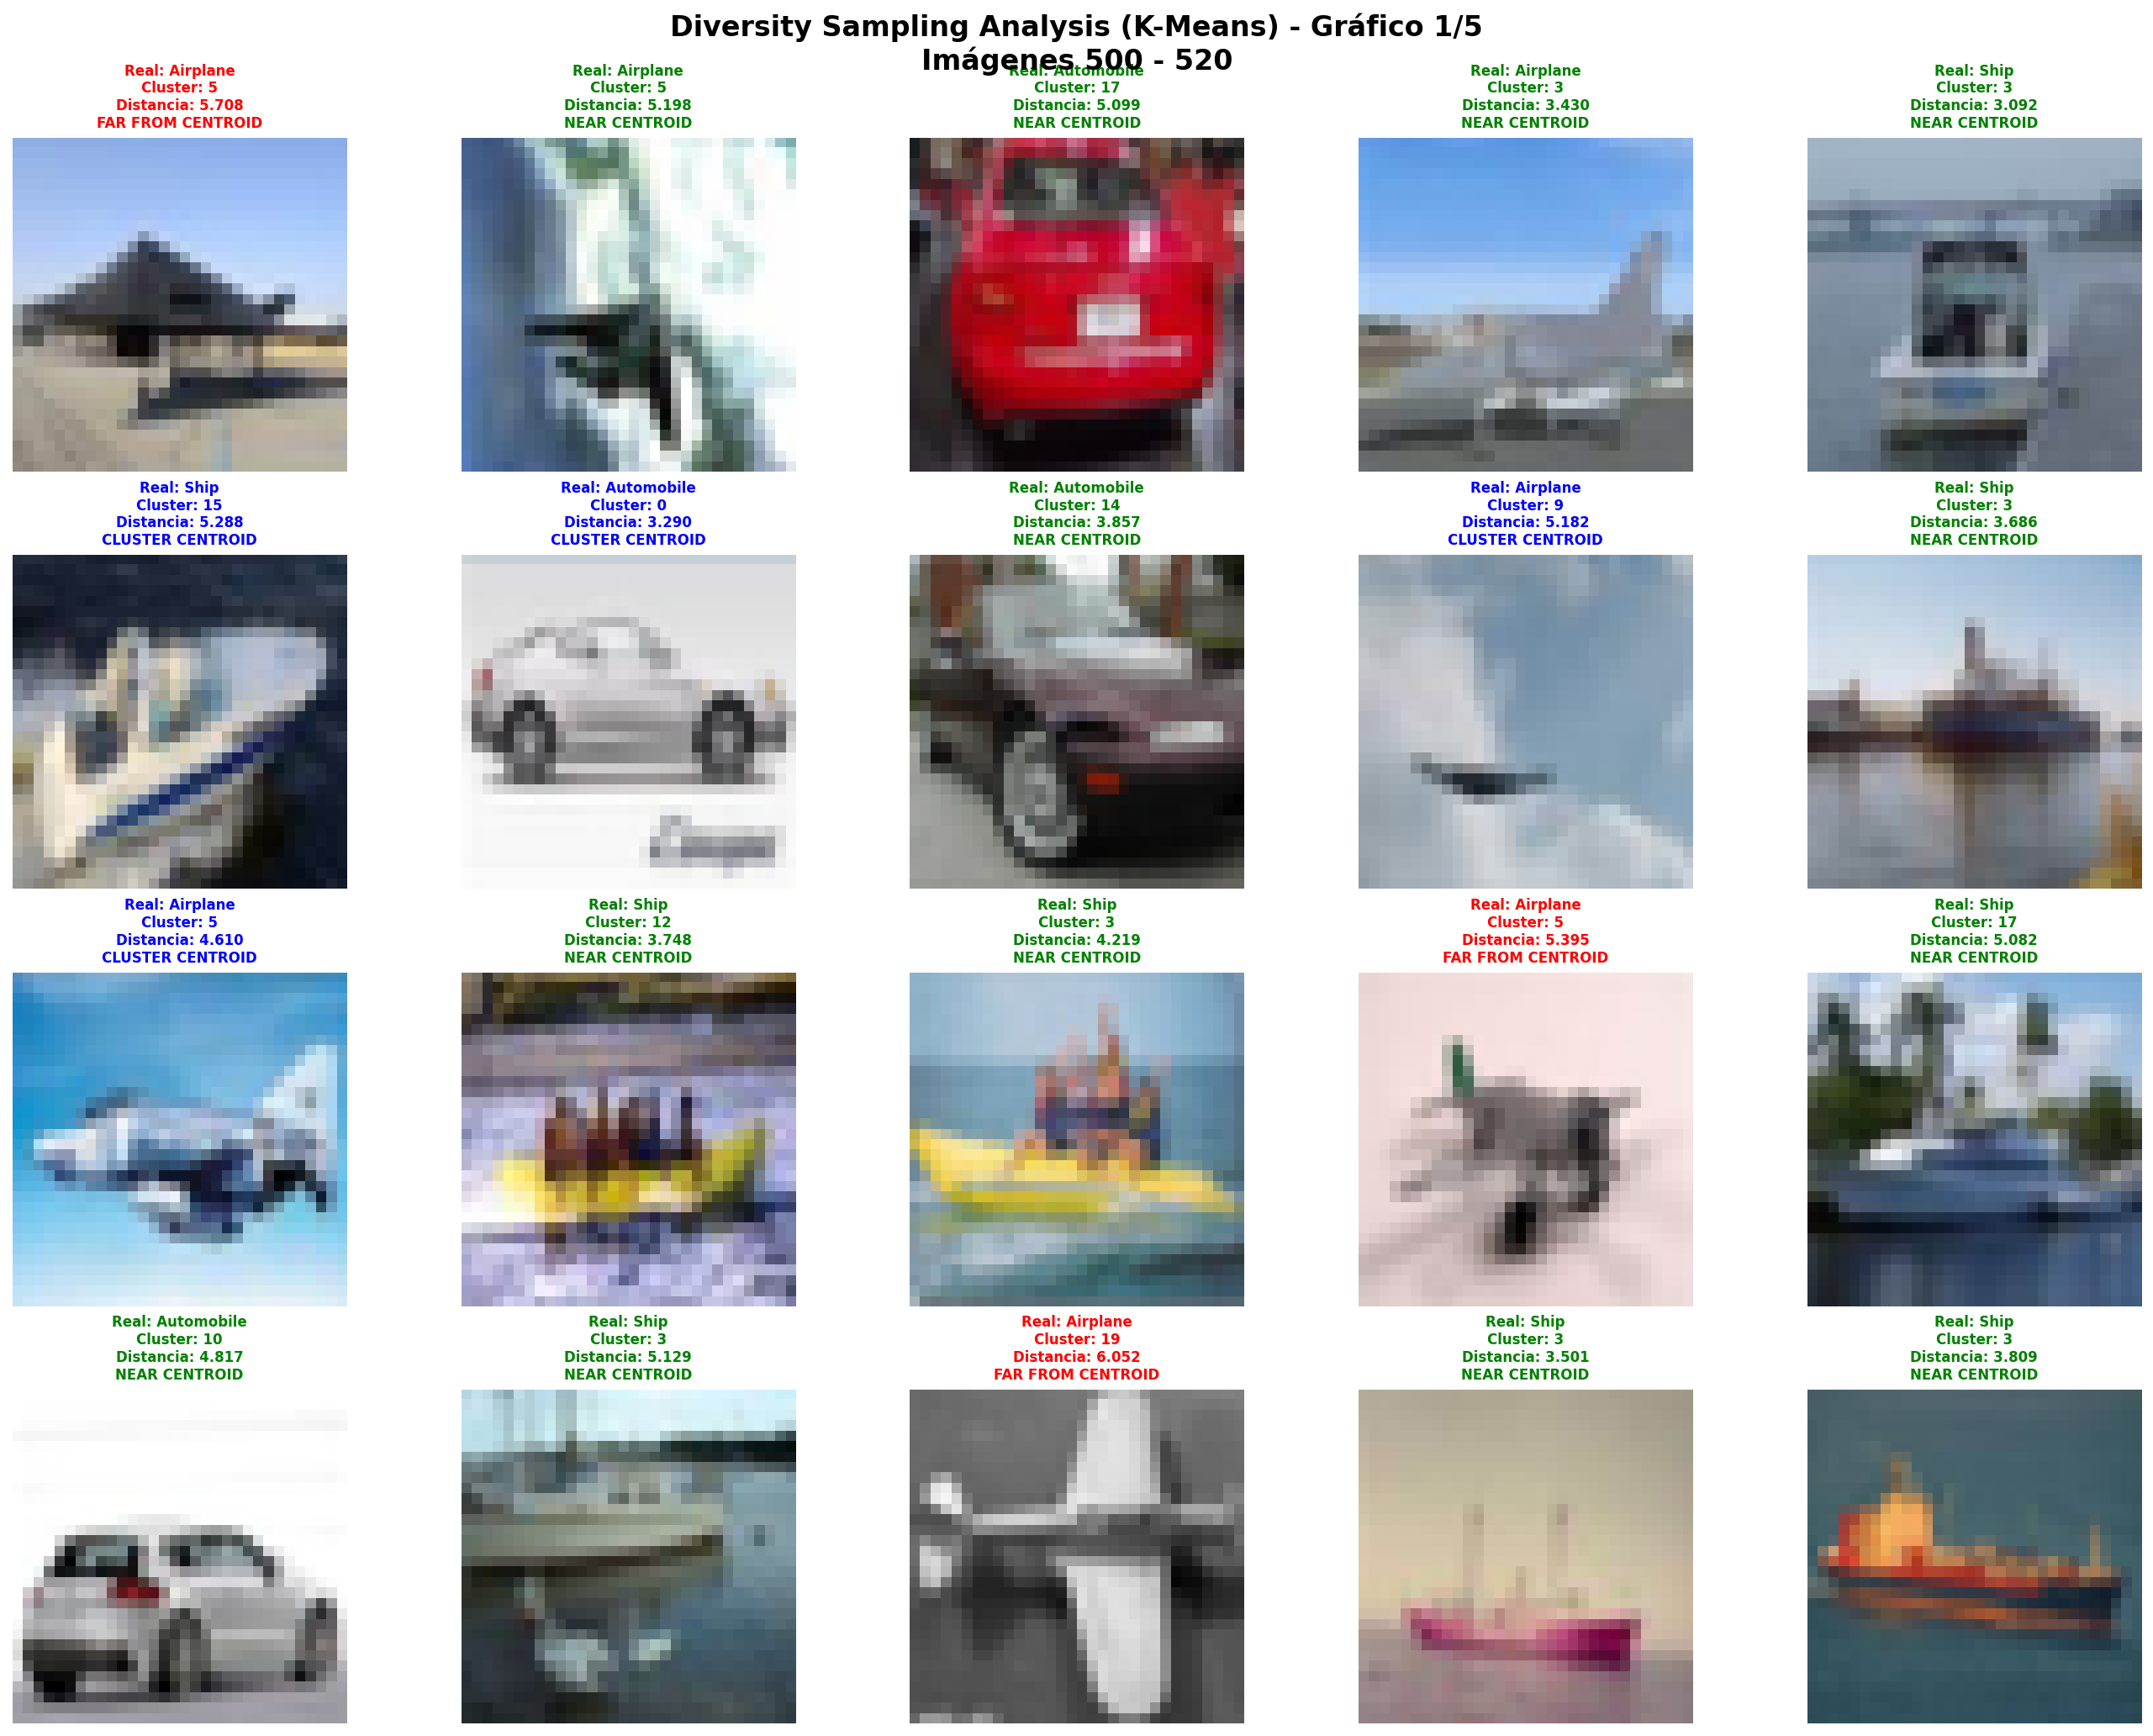 Diversity Sampling Analysis (K-Means) - Gráfico 1/5
Imágenes 500 - 520
Real: Airplane
Cluster: 5
Distancia: 5.708
FAR FROM CENTROID
Real: Airplane
Cluster: 5
Distancia: 5.198
NEAR CENTROID
Real: Automobile
Cluster: 17
Distancia: 5.099
NEAR CENTROID
Real: Airplane
Cluster: 3
Distancia: 3.430
NEAR CENTROID
Real: Ship
Cluster: 3
Distancia: 3.092
NEAR CENTROID
Real: Ship
Cluster: 15
Distancia: 5.288
CLUSTER CENTROID
Real: Automobile
Cluster: 0
Distancia: 3.290
CLUSTER CENTROID
Real: Automobile
Cluster: 14
Distancia: 3.857
NEAR CENTROID
Real: Airplane
Cluster: 9
Distancia: 5.182
CLUSTER CENTROID
Real: Ship
Cluster: 3
Distancia: 3.686
NEAR CENTROID
Real: Airplane
Cluster: 5
Distancia: 4.610
CLUSTER CENTROID
Real: Ship
Cluster: 12
Distancia: 3.748
NEAR CENTROID
Real: Ship
Cluster: 3
Distancia: 4.219
NEAR CENTROID
Real: Airplane
Cluster: 5
Distancia: 5.395
FAR FROM CENTROID
Real: Ship
Cluster: 17
Distancia: 5.082
NEAR CENTROID
Real: Automobile
Cluster: 10
Distancia: 4.817
NEAR CENTROID
Real: Ship
Cluster: 3
Distancia: 5.129
NEAR CENTROID
Real: Airplane
Cluster: 19
Distancia: 6.052
FAR FROM CENTROID
Real: Ship
Cluster: 3
Distancia: 3.501
NEAR CENTROID
Real: Ship
Cluster: 3
Distancia: 3.809
NEAR CENTROID